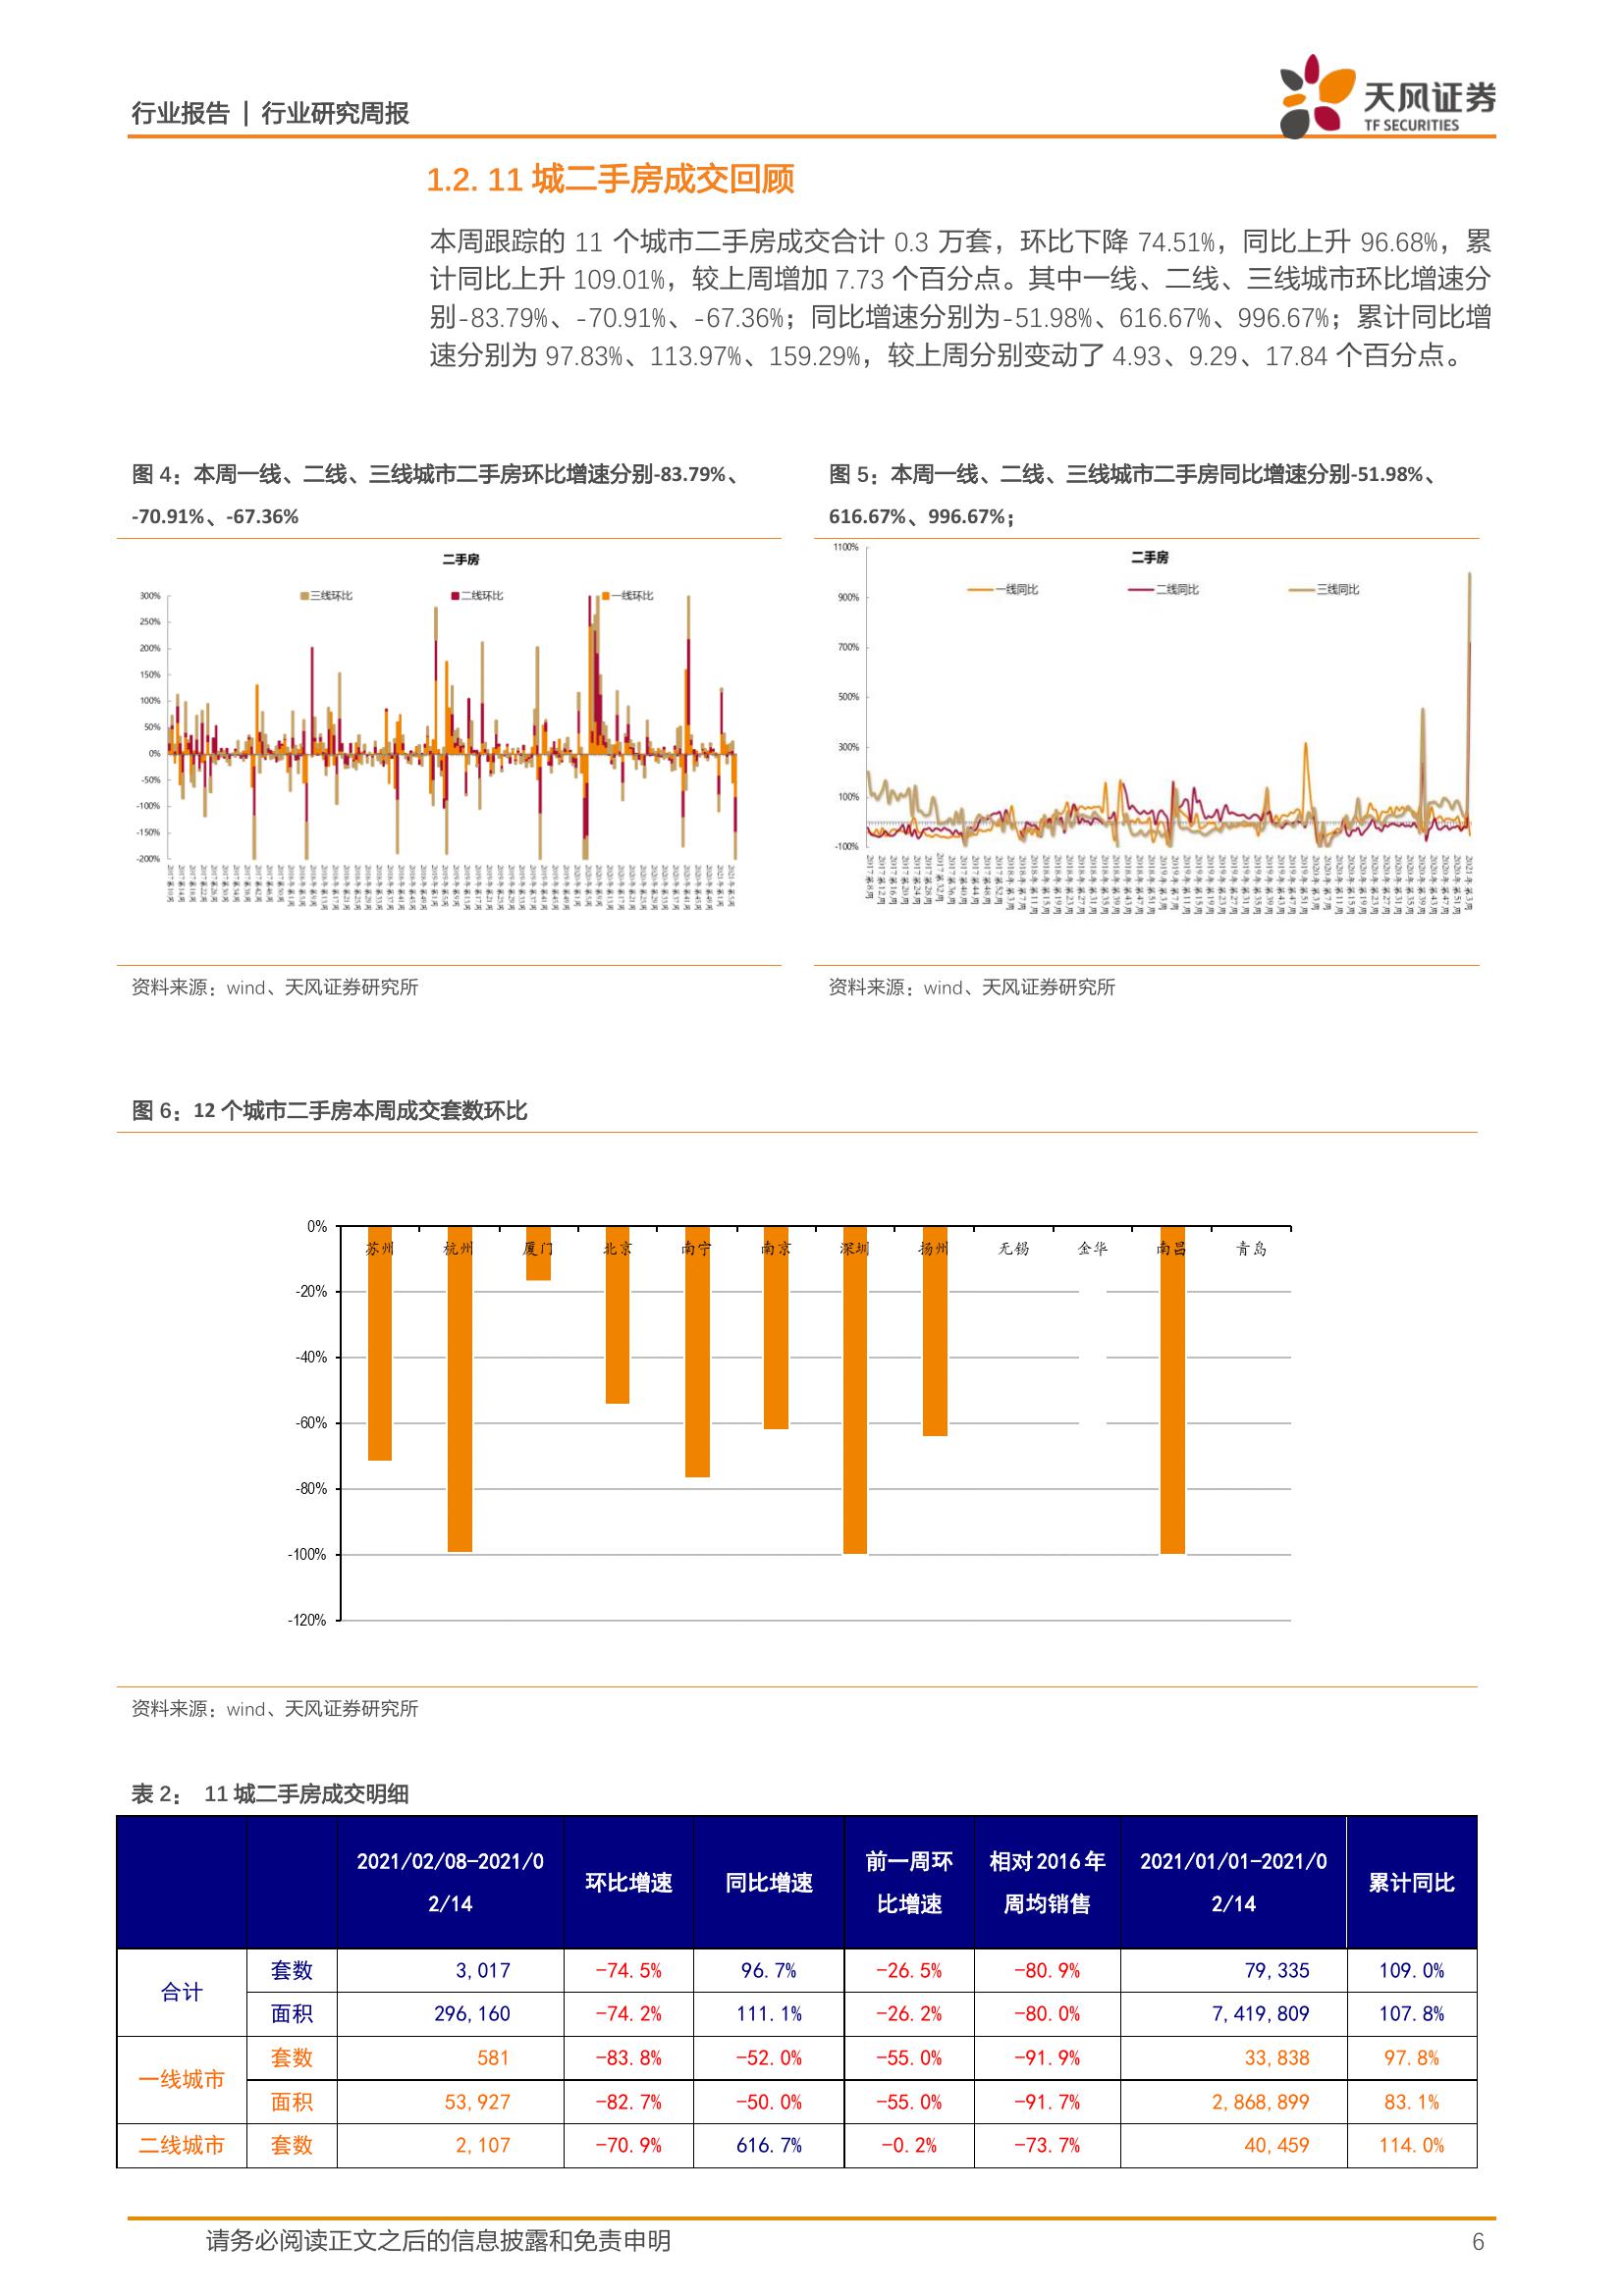 行业报告 | 行业研究周报
天风证券
TF SECURITIES
1.2. 11 城二手房成交回顾
本周跟踪的 11 个城市二手房成交合计 0.3 万套，环比下降 74.51%，同比上升 96.68%，累
计同比上升 109.01%，较上周增加 7.73 个百分点。其中一线、二线、三线城市环比增速分
别-83.79%、-70.91%、-67.36%；同比增速分别为-51.98%、616.67%、996.67%；累计同比增
速分别为 97.83%、113.97%、159.29%，较上周分别变动了 4.93、9.29、17.84 个百分点。
图 4：本周一线、二线、三线城市二手房环比增速分别-83.79%、
-70.91%、-67.36%
二手房
三线环比 二线环比 一线环比
300%
250%
200%
150%
100%
50%
0%
-50%
-100%
-150%
-200%
资料来源：wind、天风证券研究所
图 5：本周一线、二线、三线城市二手房同比增速分别-51.98%、
616.67%、996.67%；
二手房
一线同比 二线同比 三线同比
1100%
900%
700%
500%
300%
100%
-100%
资料来源：wind、天风证券研究所
图 6：12 个城市二手房本周成交套数环比
0%
-20%
-40%
-60%
-80%
-100%
-120%
苏州 杭州 厦门 北京 南宁 南京 深圳 扬州 无锡 金华 南昌 青岛
资料来源：wind、天风证券研究所
表 2： 11 城二手房成交明细
2021/02/08-2021/0
2/14
环比增速
同比增速
前一周环
比增速
相对 2016 年
周均销售
2021/01/01-2021/0
2/14
累计同比
合计
套数 3,017 -74.5% 96.7% -26.5% -80.9% 79,335 109.0%
面积 296,160 -74.2% 111.1% -26.2% -80.0% 7,419,809 107.8%
一线城市
套数 581 -83.8% -52.0% -55.0% -91.9% 33,838 97.8%
面积 53,927 -82.7% -50.0% -55.0% -91.7% 2,868,899 83.1%
二线城市 套数 2,107 -70.9% 616.7% -0.2% -73.7% 40,459 114.0%
请务必阅读正文之后的信息披露和免责申明
6